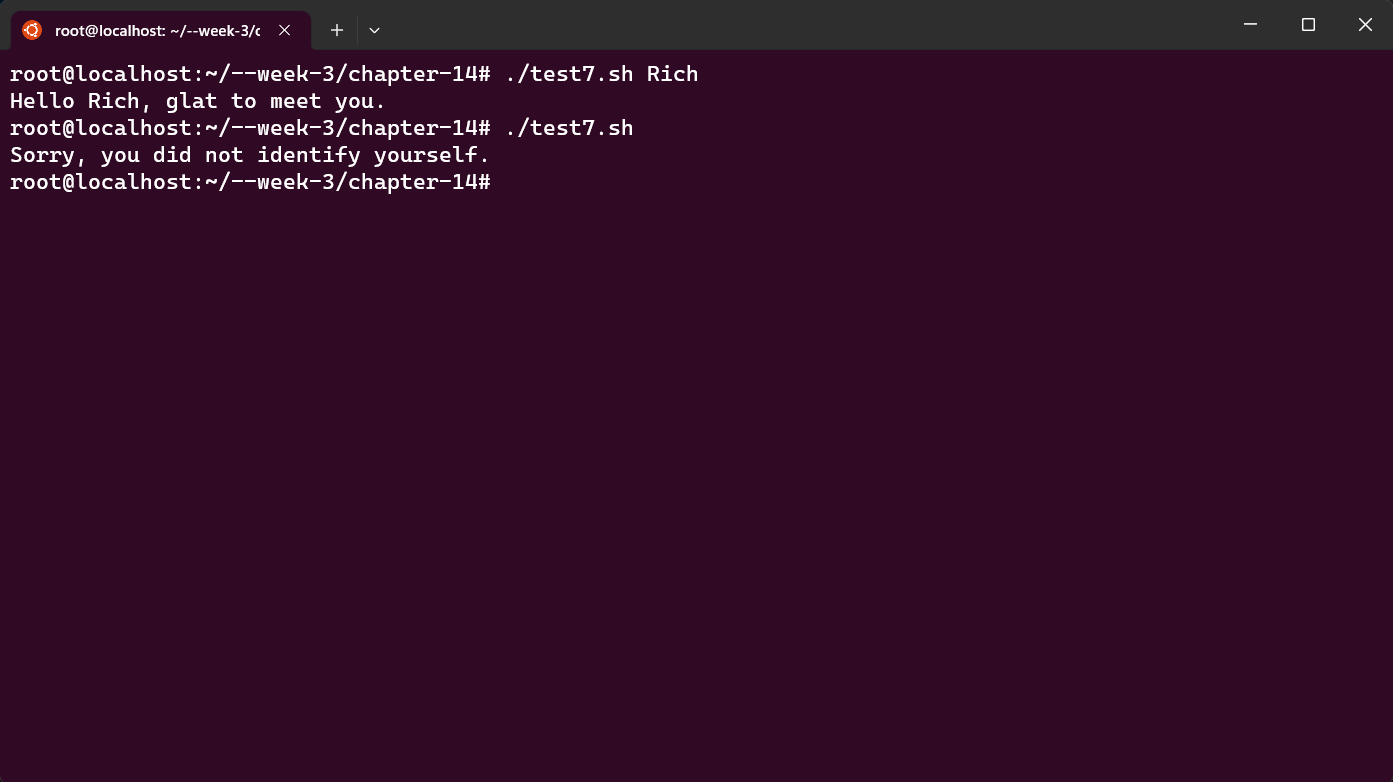 root@localhost: ~/--week-3/c
root@localhost:~/--week-3/chapter-14# ./test7.sh Rich
Hello Rich, glat to meet you.
root@localhost:~/--week-3/chapter-14# ./test7.sh
Sorry, you did not identify yourself.
root@localhost:~/--week-3/chapter-14#